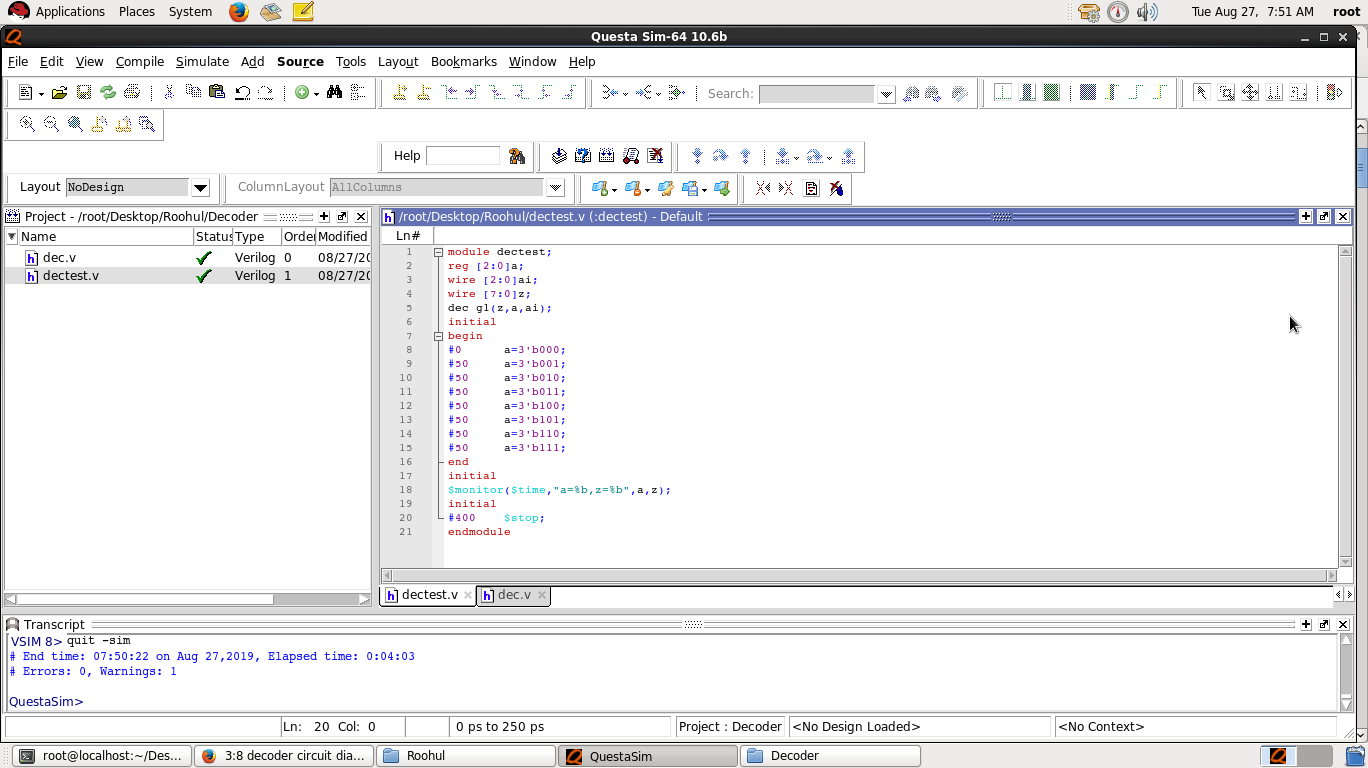 Applications Places System Tue Aug 27, 7:51 AM root
Questa Sim-64 10.6b
File Edit View Compile Simulate Add Source Tools Layout Bookmarks Window Help
Search:
Help
Layout NoDesign ColumnLayout AllColumns
Project - /root/Desktop/Roohul/Decoder
Name Status Type Order Modified
dec.v Verilog 0 08/27/20
dectest.v Verilog 1 08/27/20
/root/Desktop/Roohul/dectest.v (:dectest) - Default
Ln#
1 module dectest;
2 reg [2:0]a;
3 wire [2:0]ai;
4 wire [7:0]z;
5 dec g1(z,a,ai);
6 initial
7 begin
8 #0 a=3'b000;
9 #50 a=3'b001;
10 #50 a=3'b010;
11 #50 a=3'b011;
12 #50 a=3'b100;
13 #50 a=3'b101;
14 #50 a=3'b110;
15 #50 a=3'b111;
16 end
17 initial
18 $monitor($time,"a=%b,z=%b",a,z);
19 initial
20 #400 $stop;
21 endmodule
dectest.v dec.v
Transcript
VSIM 8> quit -sim
# End time: 07:50:22 on Aug 27,2019, Elapsed time: 0:04:03
# Errors: 0, Warnings: 1
QuestaSim>
Ln: 20 Col: 0 0 ps to 250 ps Project : Decoder <No Design Loaded> <No Context>
root@localhost:~/Des... 3:8 decoder circuit dia... Roohul QuestaSim Decoder